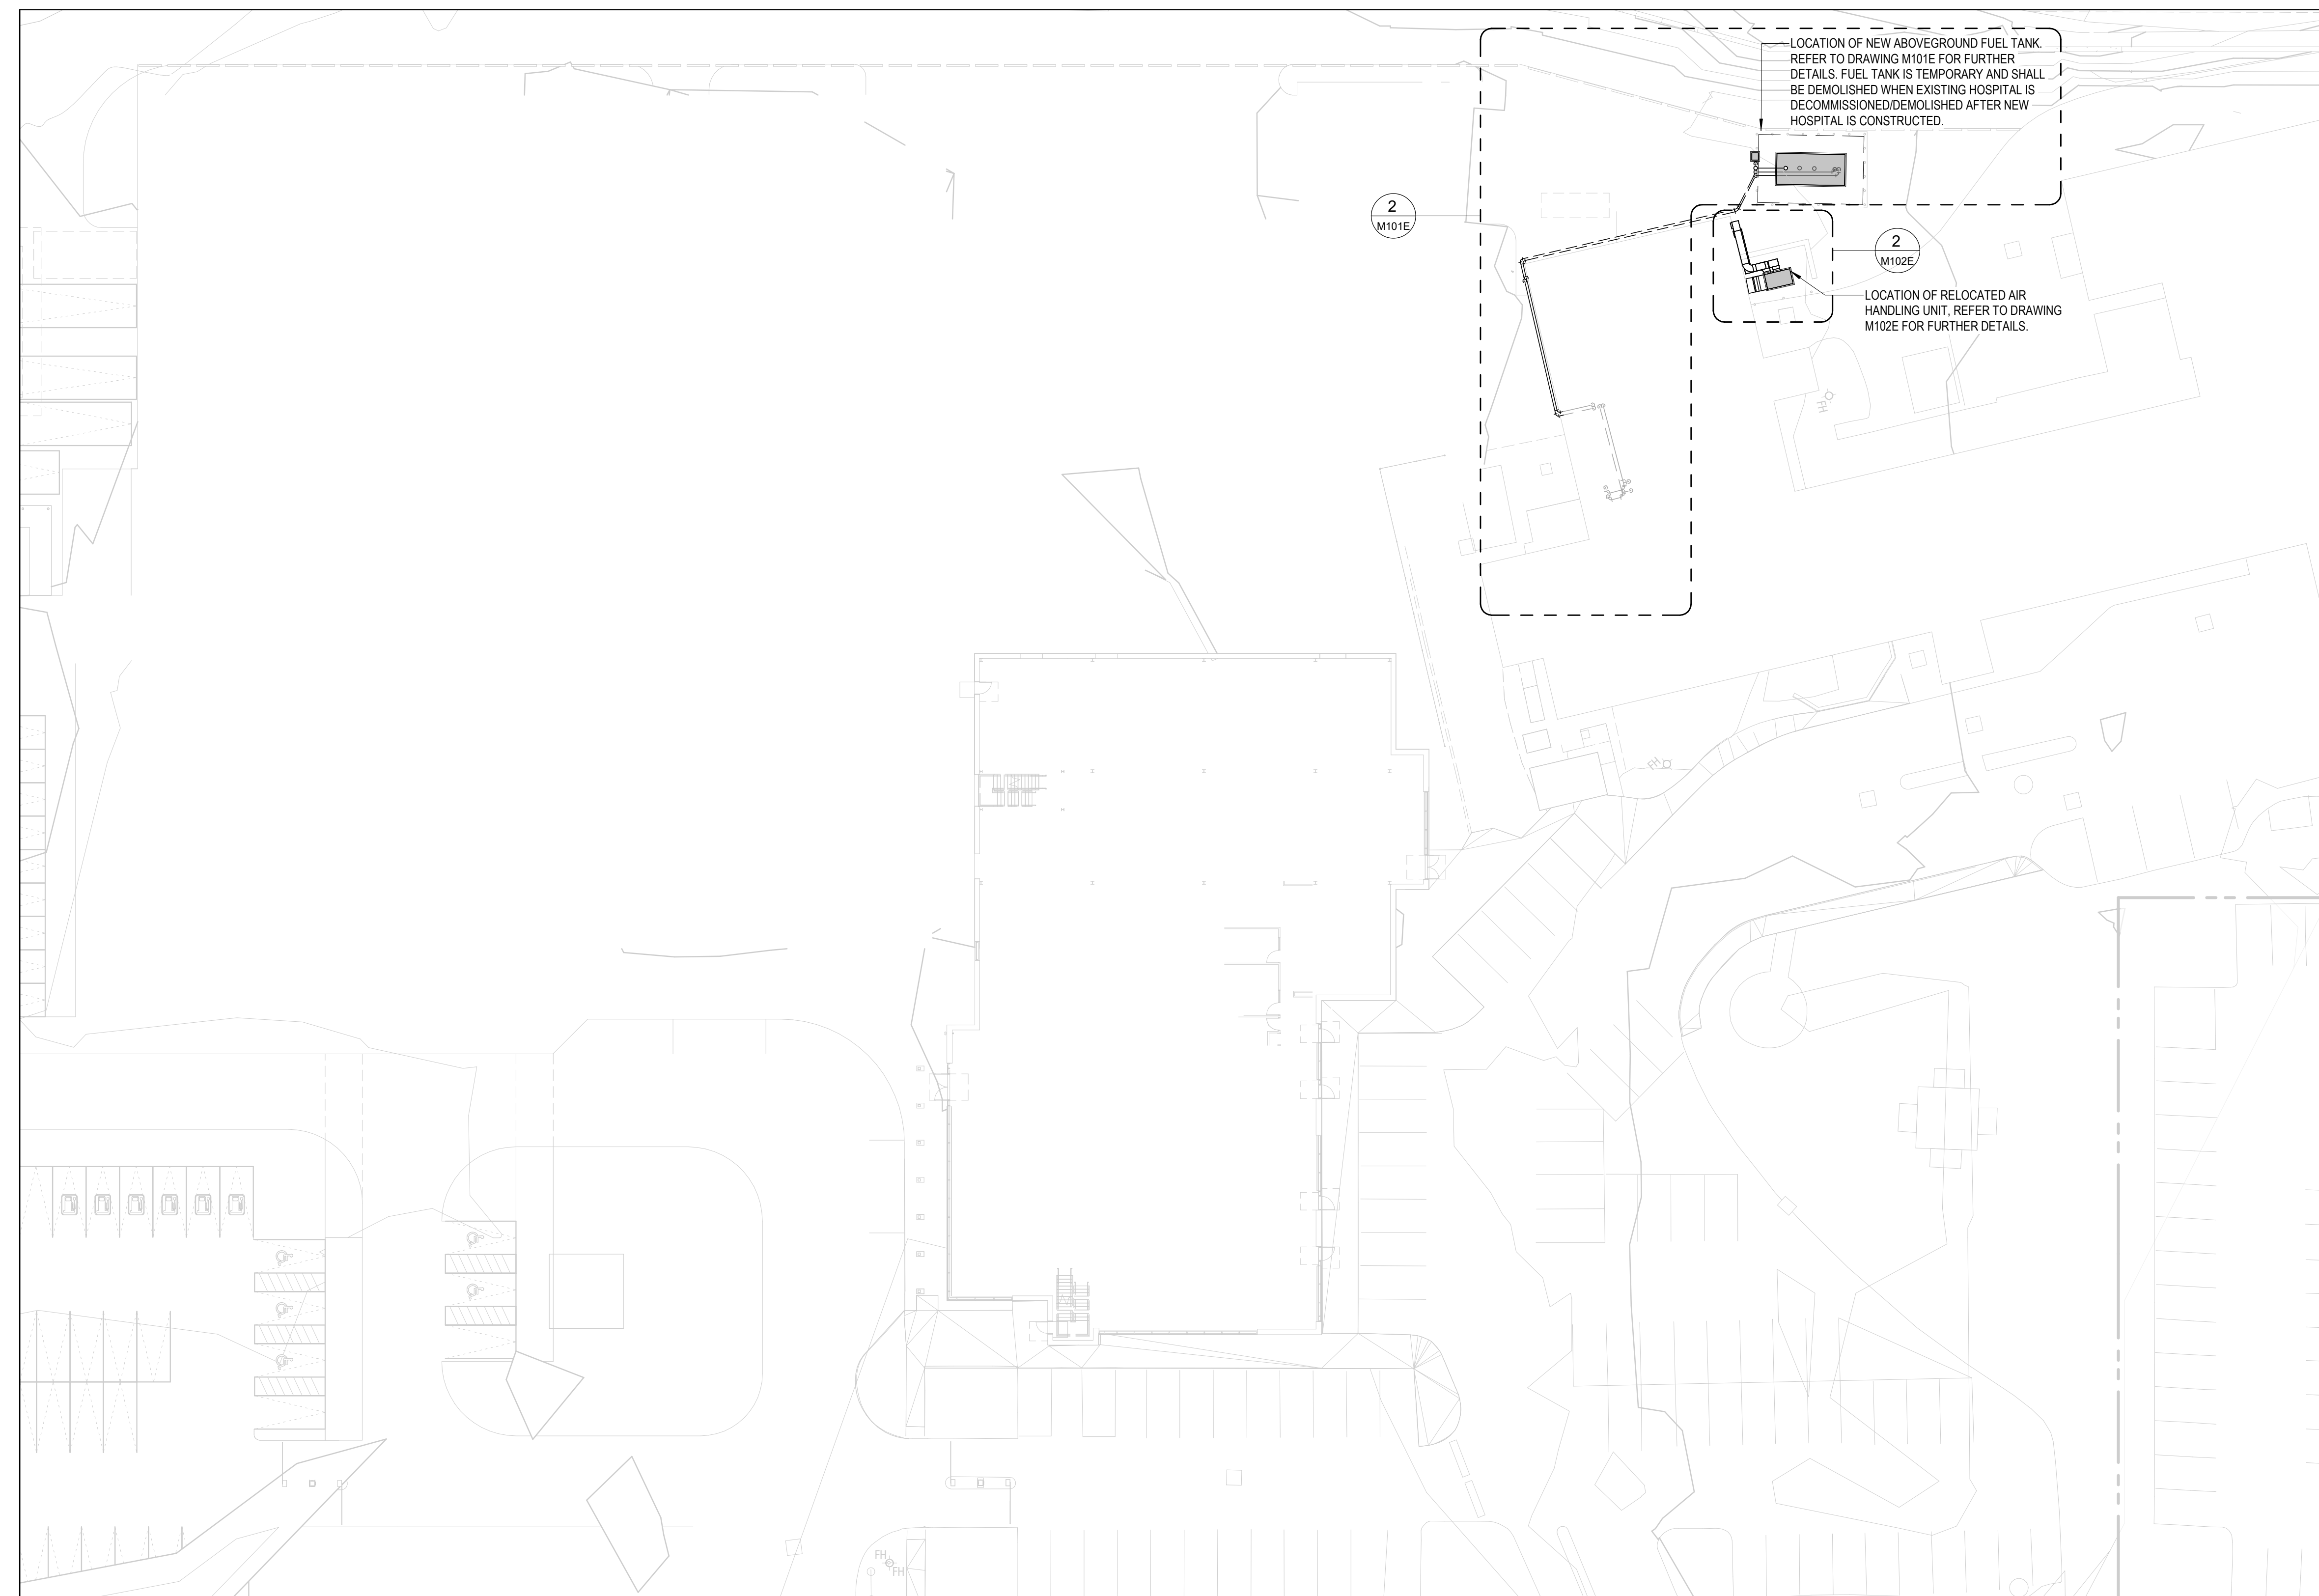 LOCATION OF NEW ABOVEGROUND FUEL TANK.
REFER TO DRAWING M101E FOR FURTHER
DETAILS. FUEL TANK IS TEMPORARY AND SHALL
BE DEMOLISHED WHEN EXISTING HOSPITAL IS
DECOMMISSIONED/DEMOLISHED AFTER NEW
HOSPITAL IS CONSTRUCTED.
2
M101E
2
M102E
LOCATION OF RELOCATED AIR
HANDLING UNIT, REFER TO DRAWING
M102E FOR FURTHER DETAILS.
FH
FH
FH
FH